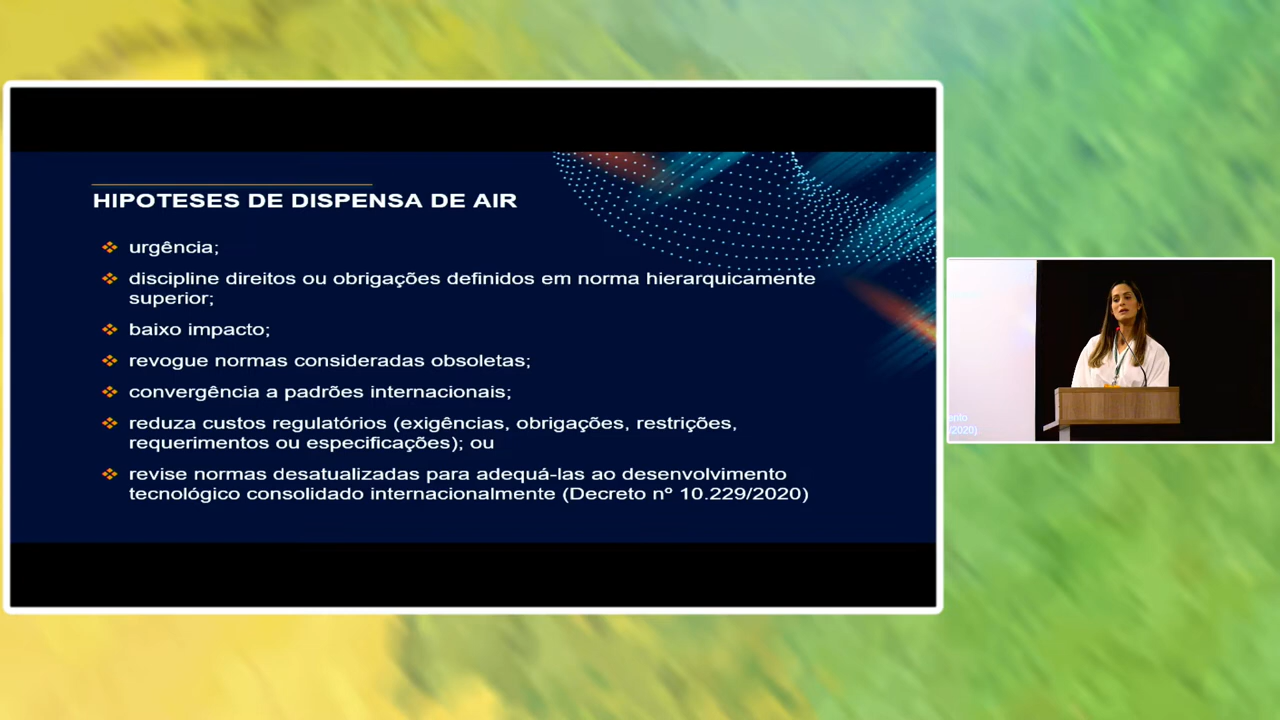 HIPOTESES DE DISPENSA DE AIR
urgência;
discipline direitos ou obrigações definidos em norma hierarquicamente
superior;
baixo impacto;
revogue normas consideradas obsoletas;
convergência a padrões internacionais;
reduza custos regulatórios (exigências, obrigações, restrições,
requerimentos ou especificações); ou
revise normas desatualizadas para adequá-las ao desenvolvimento
tecnológico consolidado internacionalmente (Decreto nº 10.229/2020)
ento
/2020)